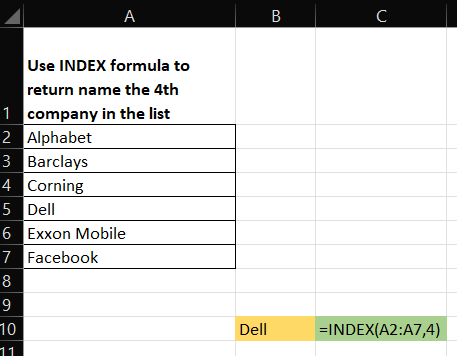 A B C
1 Use INDEX formula to
return name the 4th
company in the list
2 Alphabet
3 Barclays
4 Corning
5 Dell
6 Exxon Mobile
7 Facebook
8
9
10 Dell =INDEX(A2:A7,4)
11